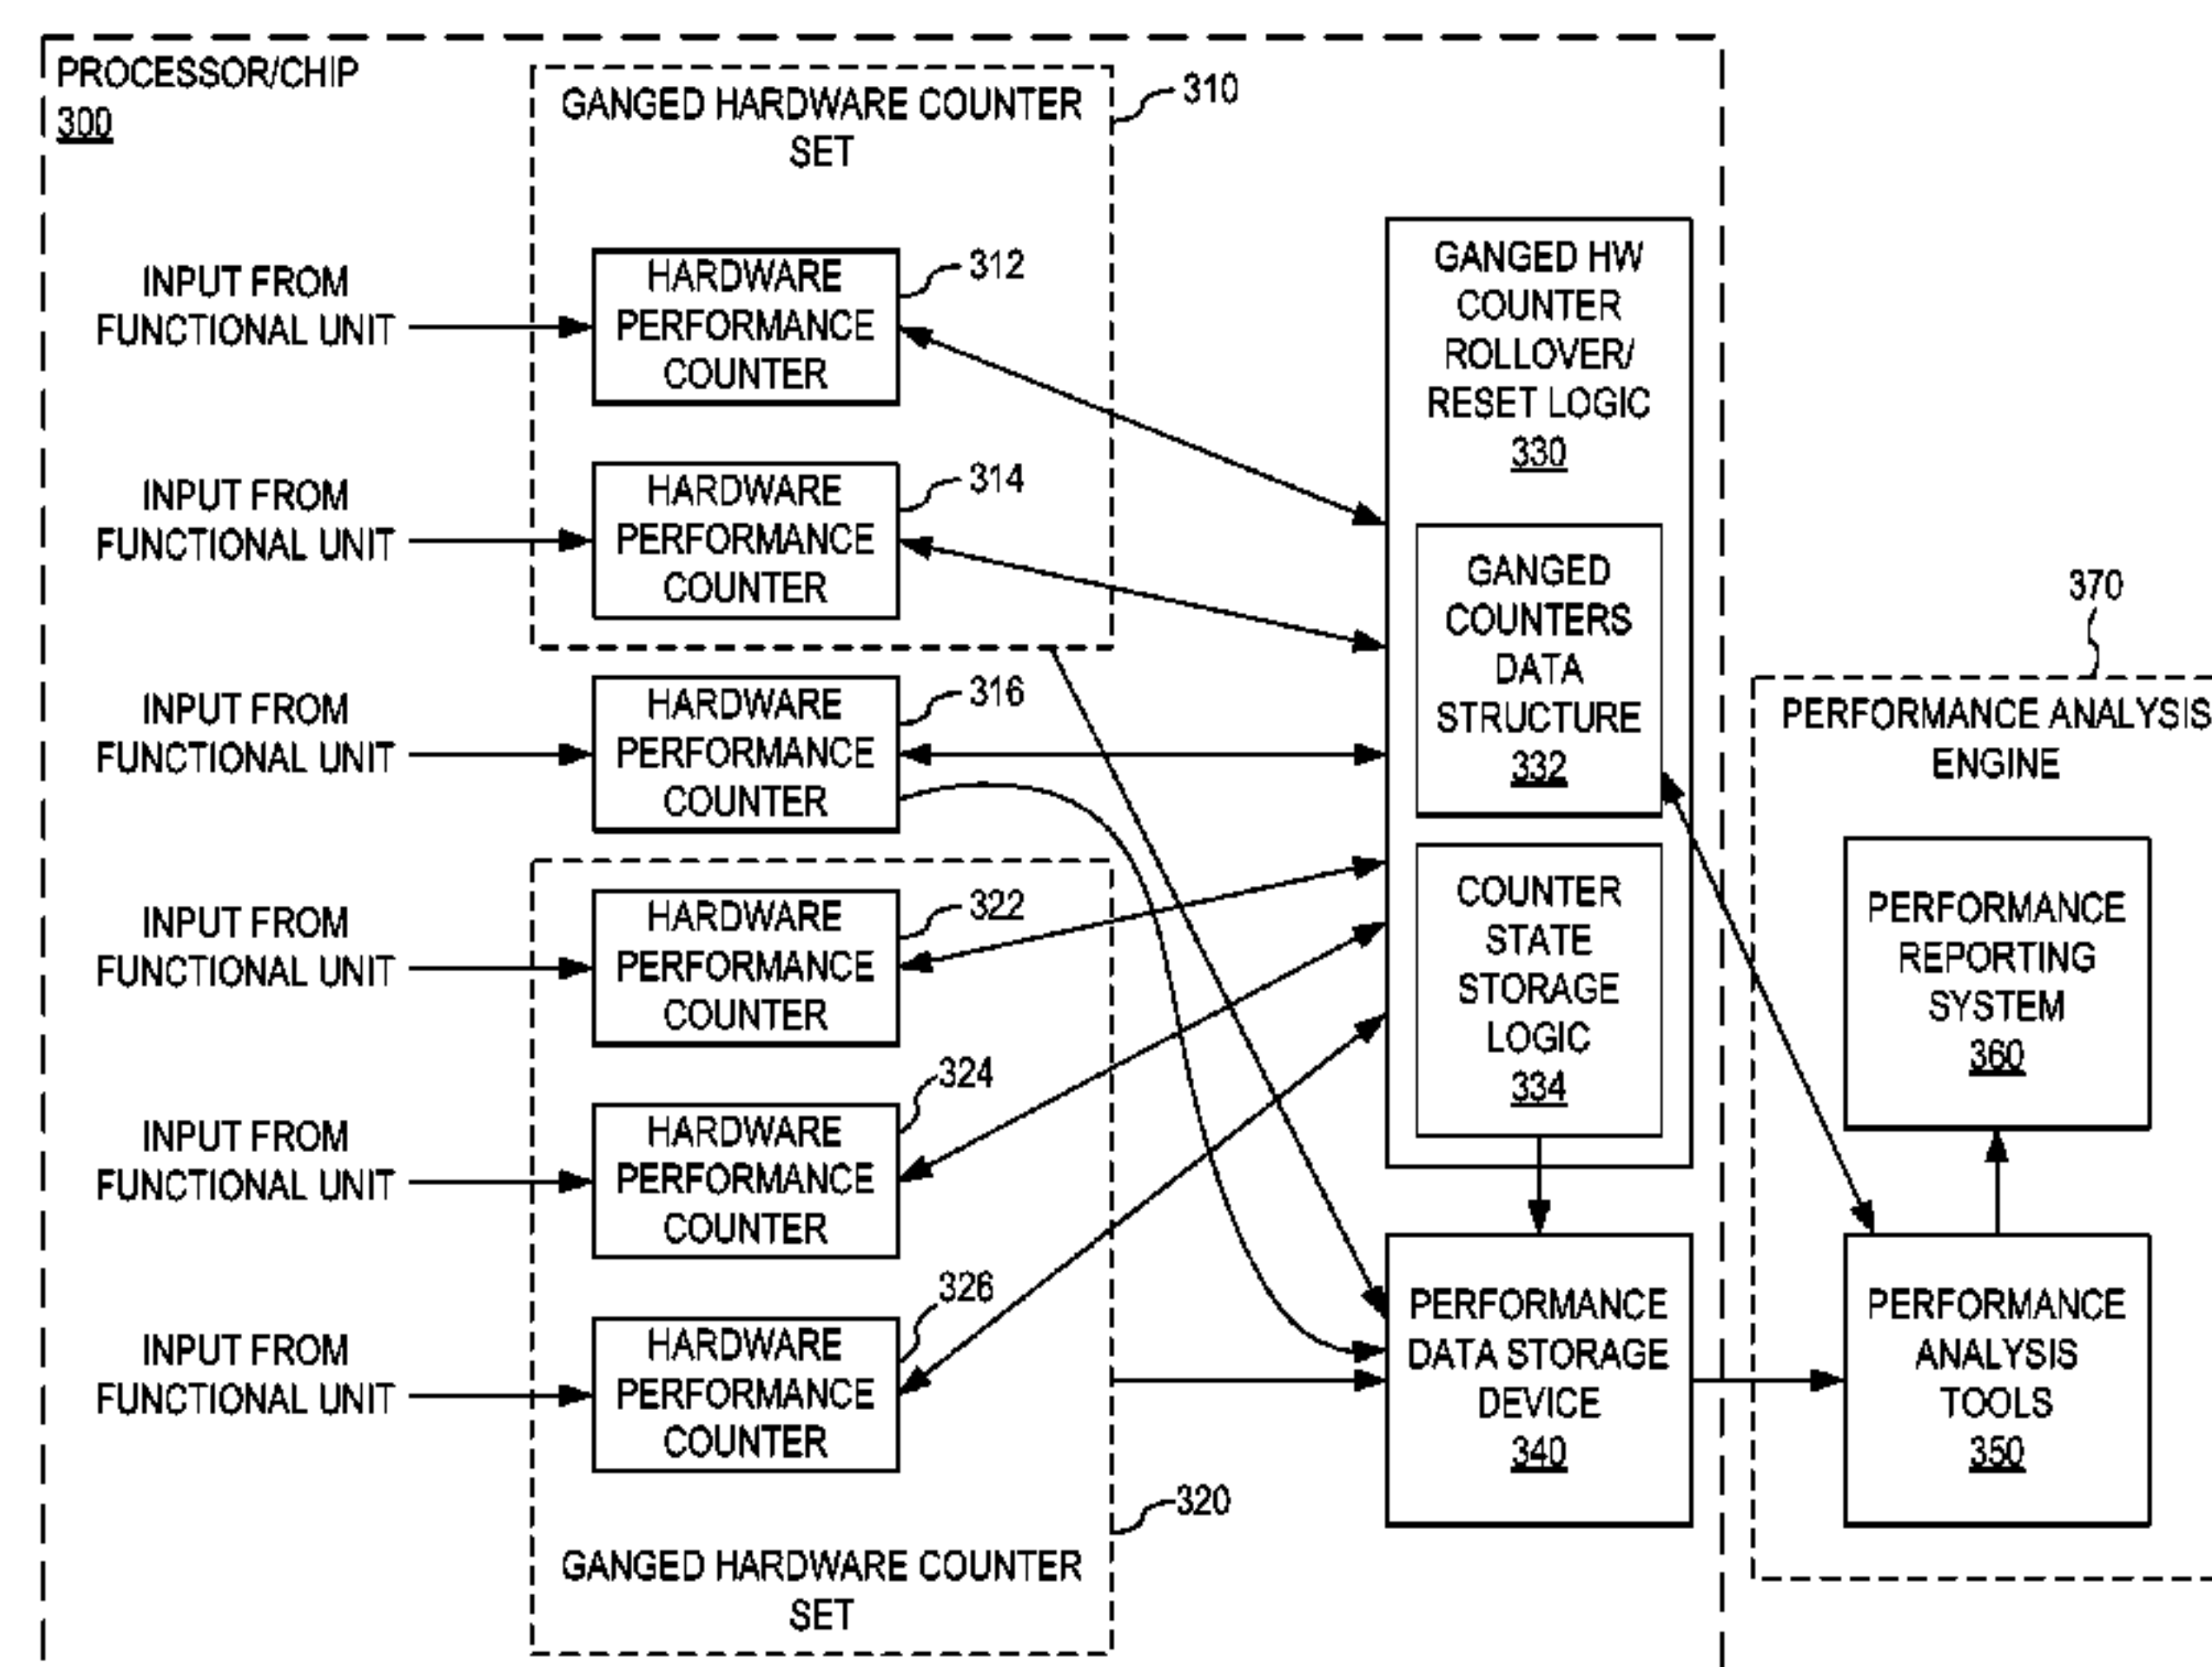 PROCESSOR/CHIP
300
GANGED HARDWARE COUNTER
SET
310
INPUT FROM
FUNCTIONAL UNIT
HARDWARE
PERFORMANCE
COUNTER
312
INPUT FROM
FUNCTIONAL UNIT
HARDWARE
PERFORMANCE
COUNTER
314
INPUT FROM
FUNCTIONAL UNIT
HARDWARE
PERFORMANCE
COUNTER
316
INPUT FROM
FUNCTIONAL UNIT
HARDWARE
PERFORMANCE
COUNTER
322
INPUT FROM
FUNCTIONAL UNIT
HARDWARE
PERFORMANCE
COUNTER
324
INPUT FROM
FUNCTIONAL UNIT
HARDWARE
PERFORMANCE
COUNTER
326
GANGED HARDWARE COUNTER
SET
320
GANGED HW
COUNTER
ROLLOVER/
RESET LOGIC
330
GANGED
COUNTERS
DATA
STRUCTURE
332
COUNTER
STATE
STORAGE
LOGIC
334
PERFORMANCE
DATA STORAGE
DEVICE
340
370
PERFORMANCE ANALYSIS
ENGINE
PERFORMANCE
REPORTING
SYSTEM
360
PERFORMANCE
ANALYSIS
TOOLS
350